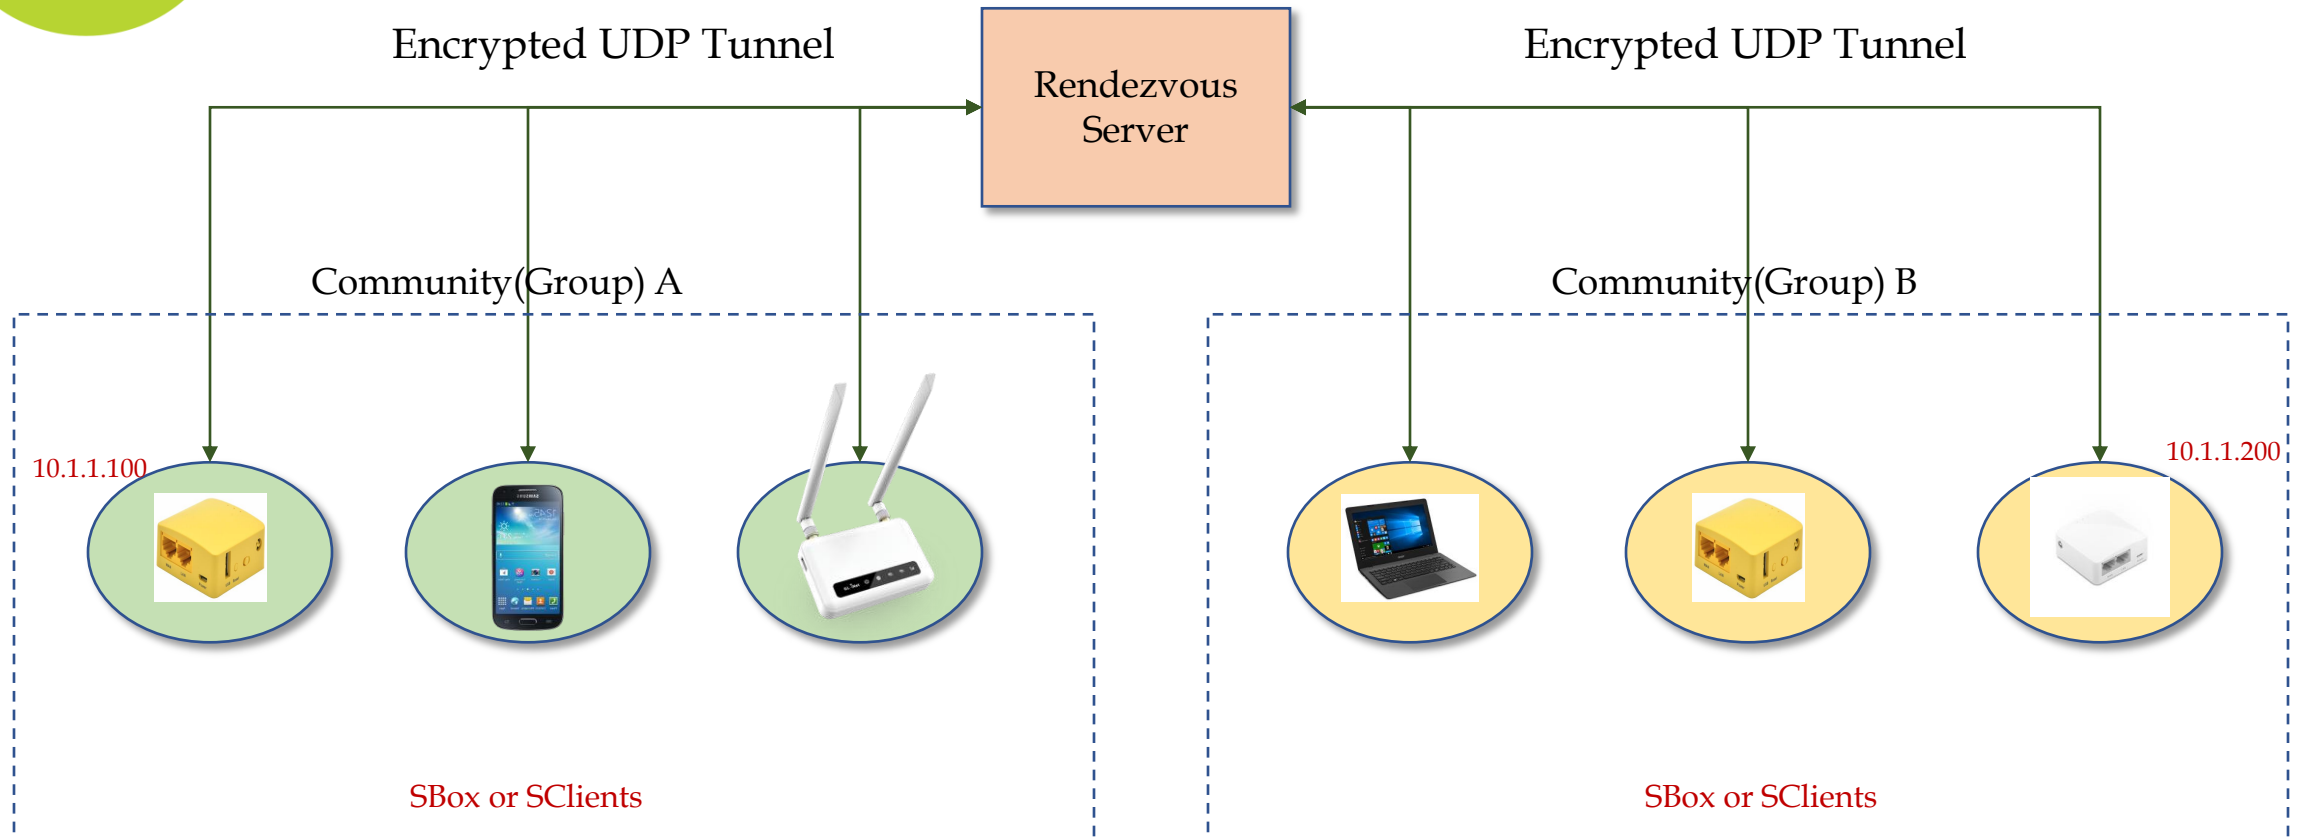 Encrypted UDP Tunnel
Rendezvous
Server
Encrypted UDP Tunnel
Community(Group) A
Community(Group) B
10.1.1.100
10.1.1.200
SBox or SClients
SBox or SClients